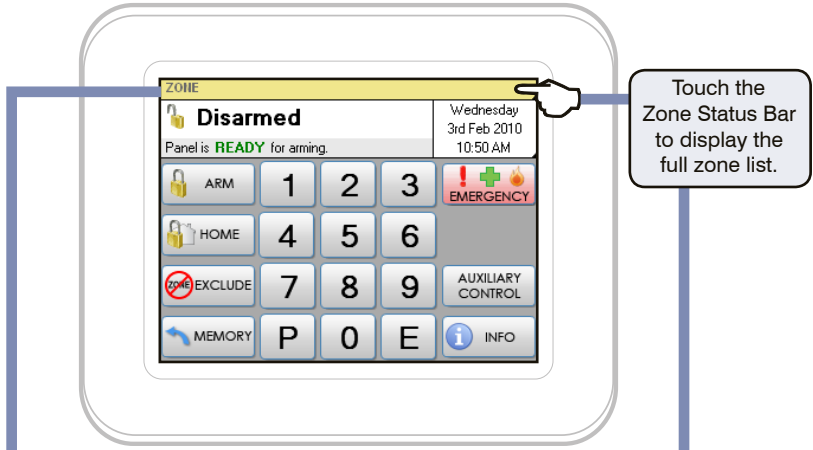 ZONE
Disarmed
Panel is READY for arming.
Wednesday
3rd Feb 2010
10:50 AM
ARM
1
2
3
EMERGENCY
HOME
4
5
6
ZONE
EXCLUDE
7
8
9
AUXILIARY
CONTROL
MEMORY
P
0
E
INFO
Touch the
Zone Status Bar
to display the
full zone list.